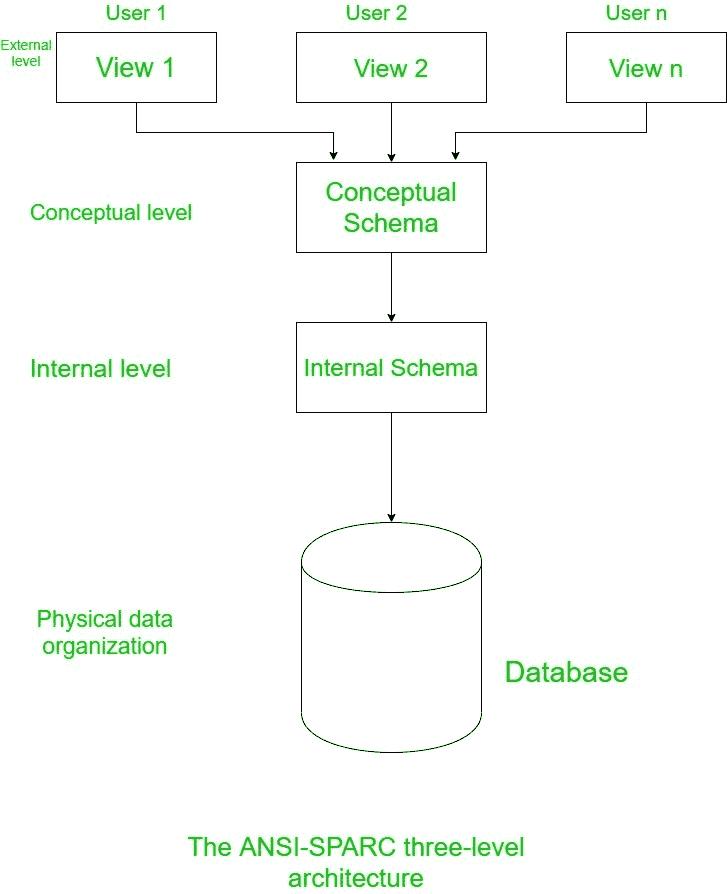 User 1
User 2
User n
External
level
View 1
View 2
View n
Conceptual level
Conceptual
Schema
Internal level
Internal Schema
Physical data
organization
Database
The ANSI-SPARC three-level
architecture